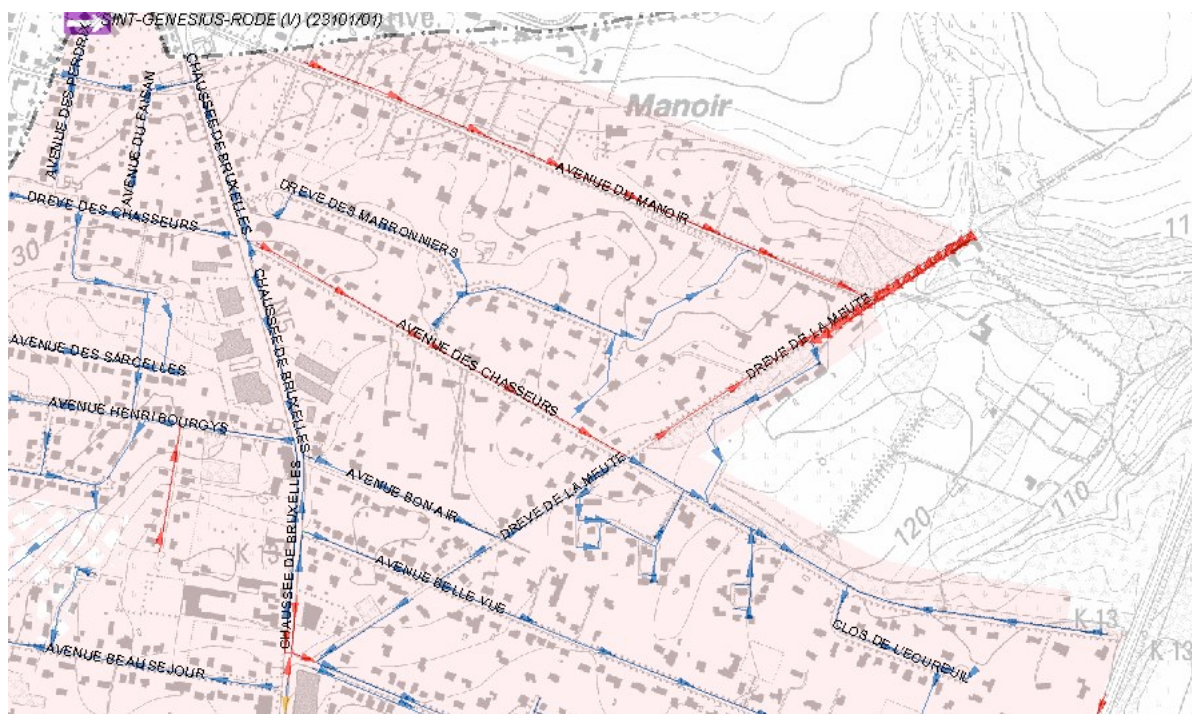 SINT-GENESIUS-RODE (V) (23101/01)
Manoir
AVENUE DES PERDRIX
AVENUE DU FAISAN
CHAUSSEE DE BRUXELLES
AVENUE DU MANOIR
DREVE DES MARRONNIERS
DREVE DES CHASSEURS
11
30
CHAUSSEE DE BRUXELLES
N5
DREVE DE LA MEUTE
AVENUE DES CHASSEURS
AVENUE DES SARCELLES
AVENUE HENRI BOURGYS
AVENUE BON-AIR
DREVE DE LA MEUTE
110
120
CHAUSSEE DE BRUXELLES
K 13
AVENUE BELLE VUE
K 13
CLOS DE L'ECUREUIL
K 13
AVENUE BEAU SEJOUR